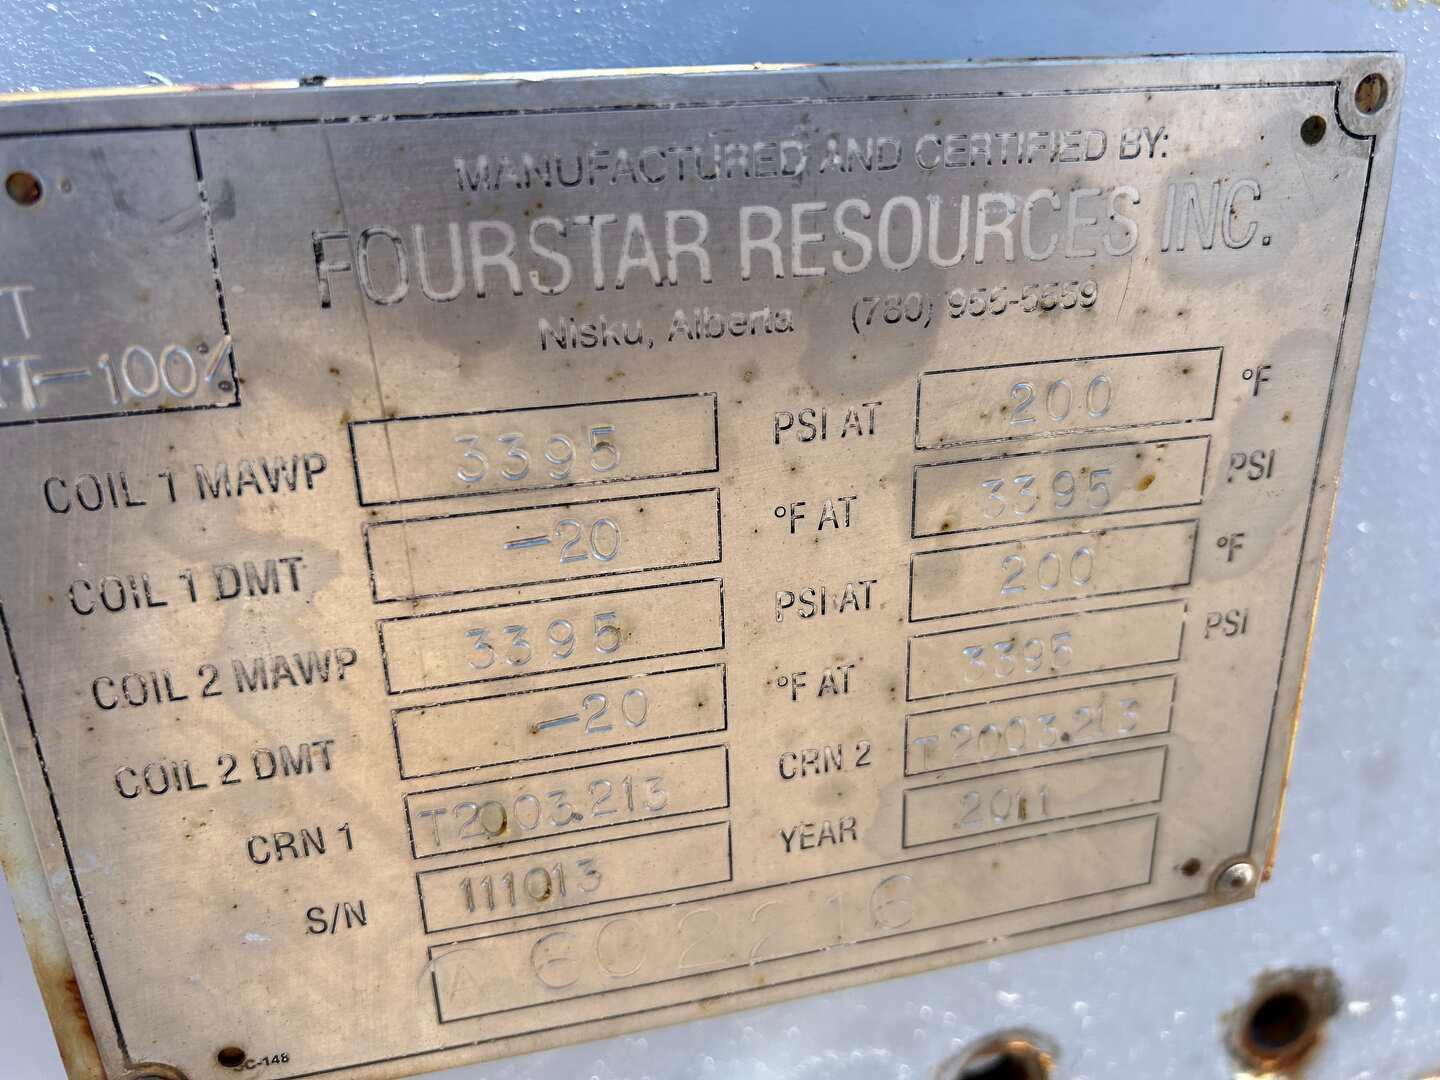 MANUFACTURED AND CERTIFIED BY:
FOURSTAR RESOURCES INC.
Nisku, Alberta (780) 955-5559
T
AT-100%
COIL 1 MAWP 3395 PSI AT 200 °F
COIL 1 DMT -20 °F AT 3395 PSI
COIL 2 MAWP 3395 PSI AT 200 °F
COIL 2 DMT -20 °F AT 3395 PSI
CRN 1 T2003.213 CRN 2 T2003.213
S/N 111013 YEAR 2011
A
C-148